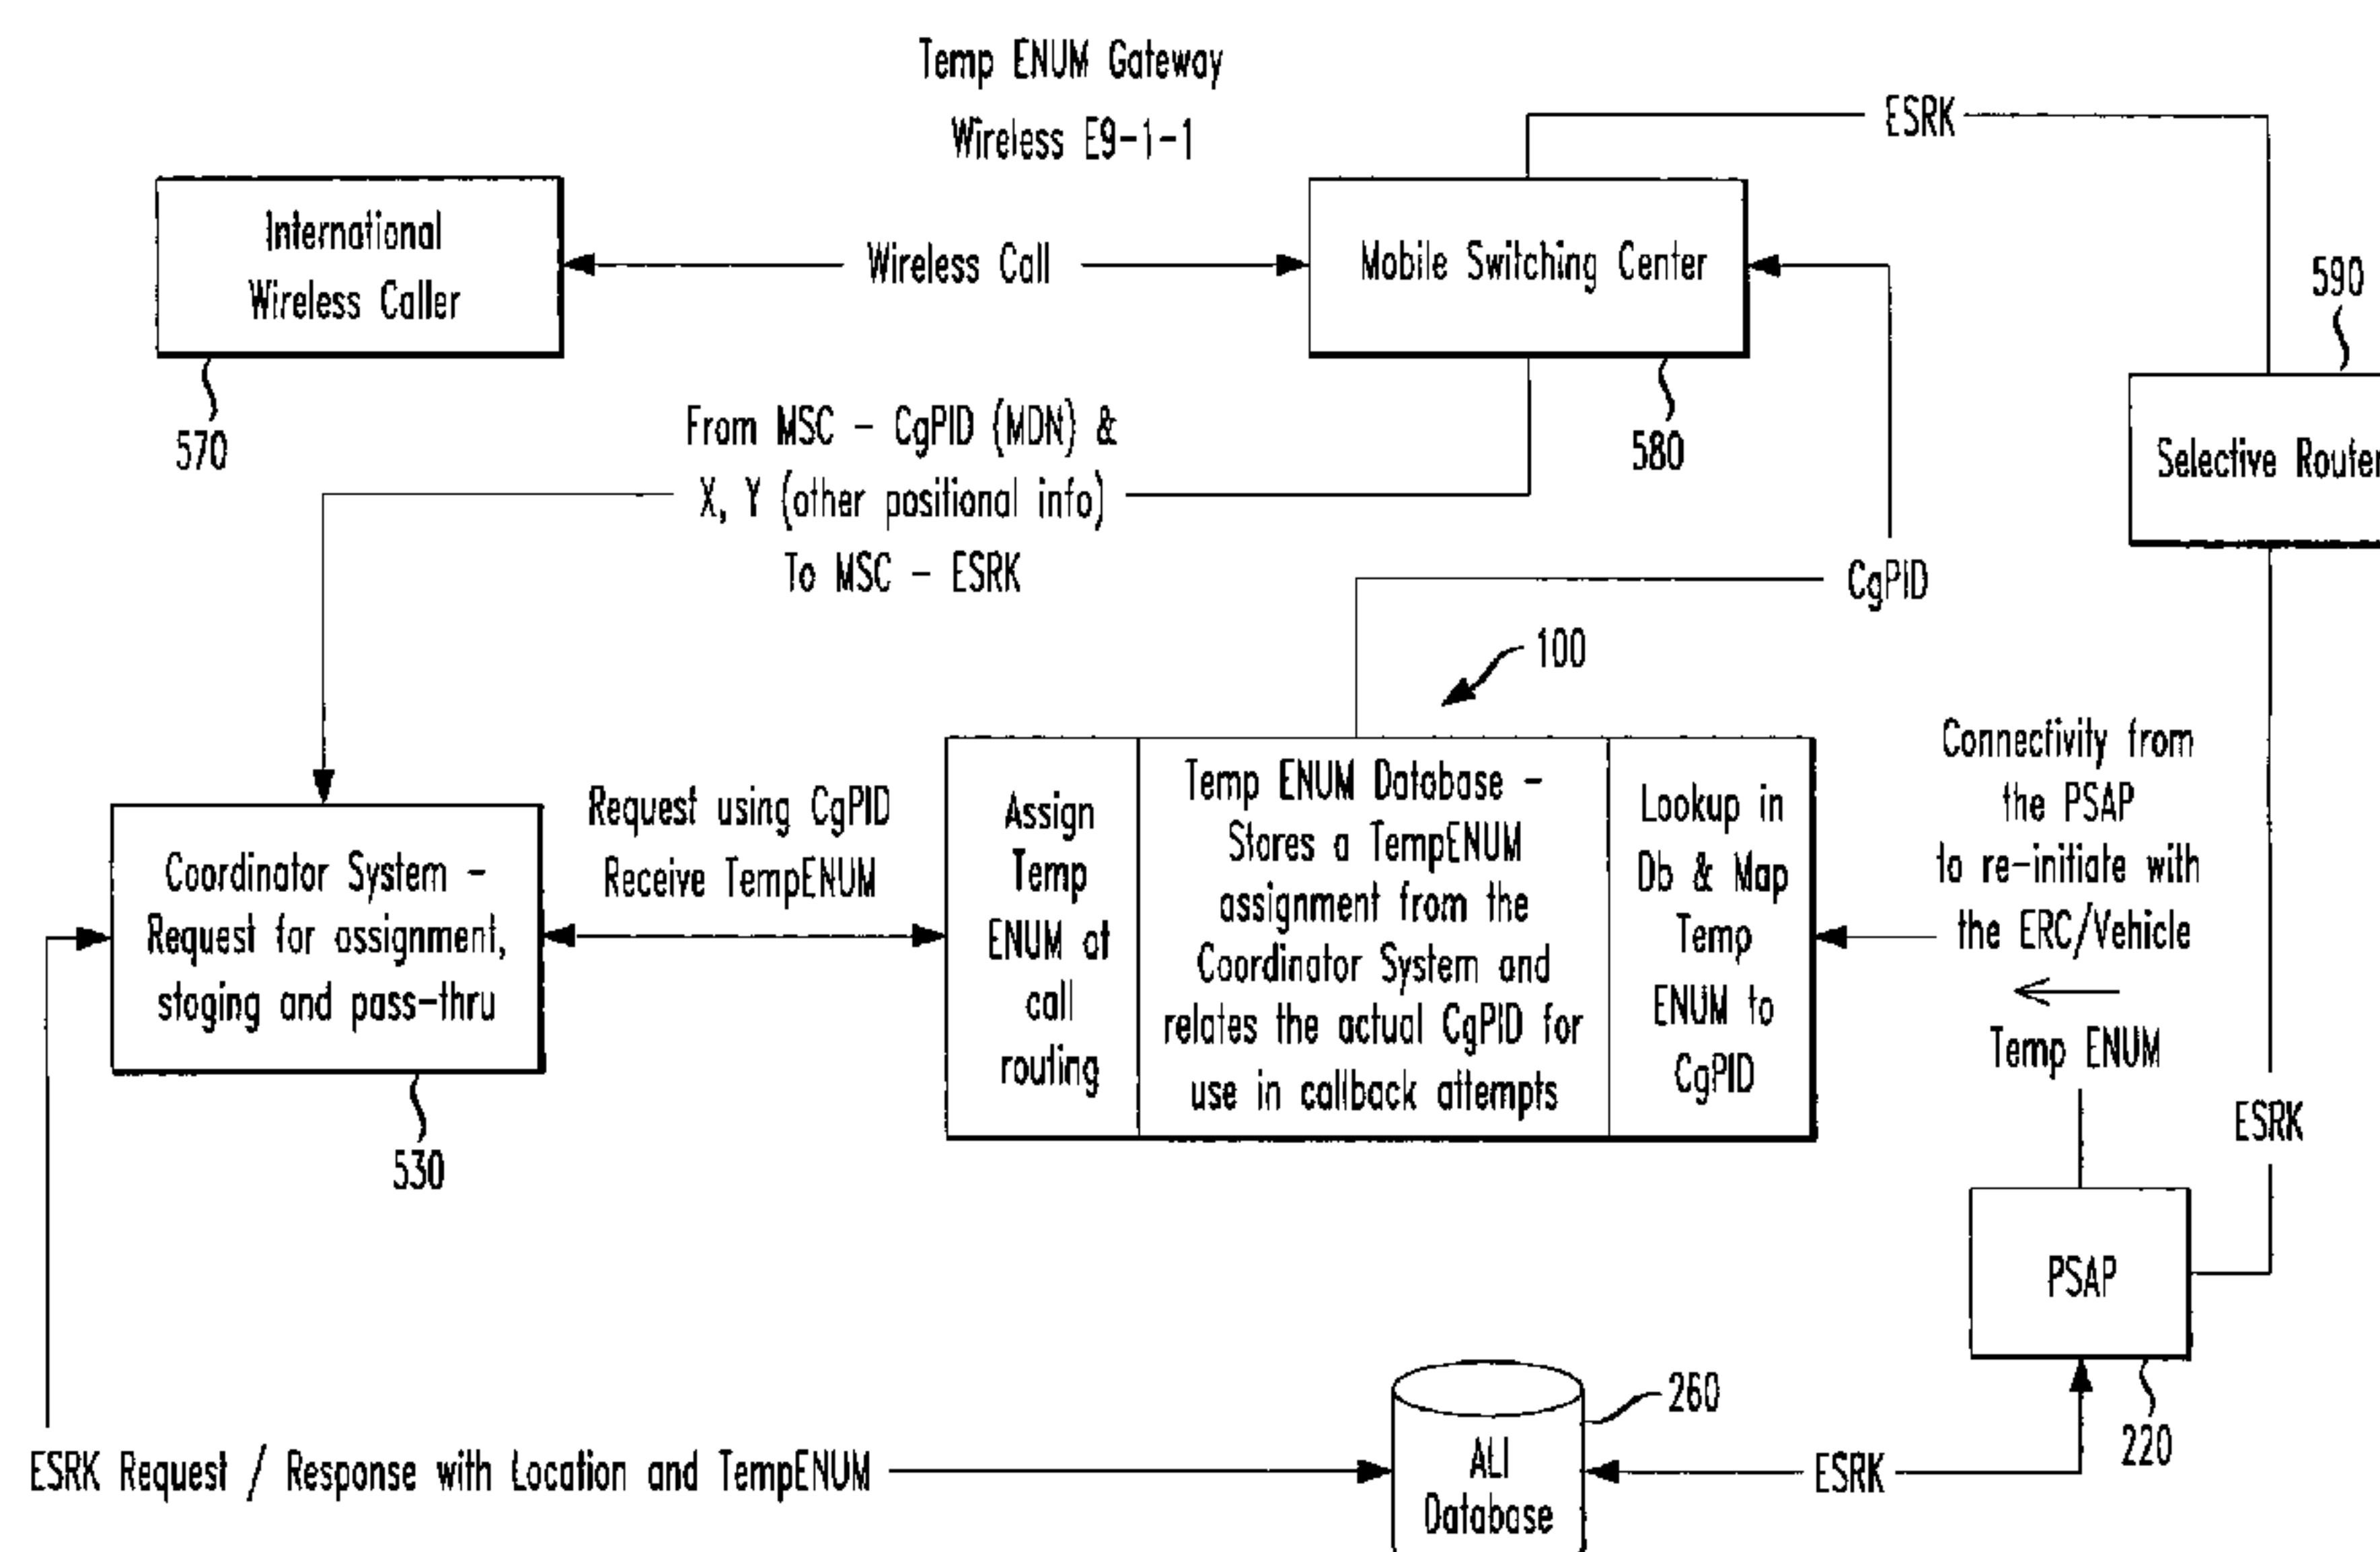 Temp ENUM Gateway
Wireless E9-1-1
ESRK
International
Wireless Caller
570
Wireless Call
Mobile Switching Center
580
590
Selective Router
From MSC - CgPID (MDN) &
X, Y (other positional info)
To MSC - ESRK
CgPID
100
Coordinator System -
Request for assignment,
staging and pass-thru
530
Request using CgPID
Receive TempENUM
Assign
Temp
ENUM at
call
routing
Temp ENUM Database -
Stores a TempENUM
assignment from the
Coordinator System and
relates the actual CgPID for
use in callback attempts
Lookup in
Db & Map
Temp
ENUM to
CgPID
Connectivity from
the PSAP
to re-initiate with
the ERC/Vehicle
Temp ENUM
ESRK
PSAP
220
260
ALI
Database
ESRK
ESRK Request / Response with Location and TempENUM